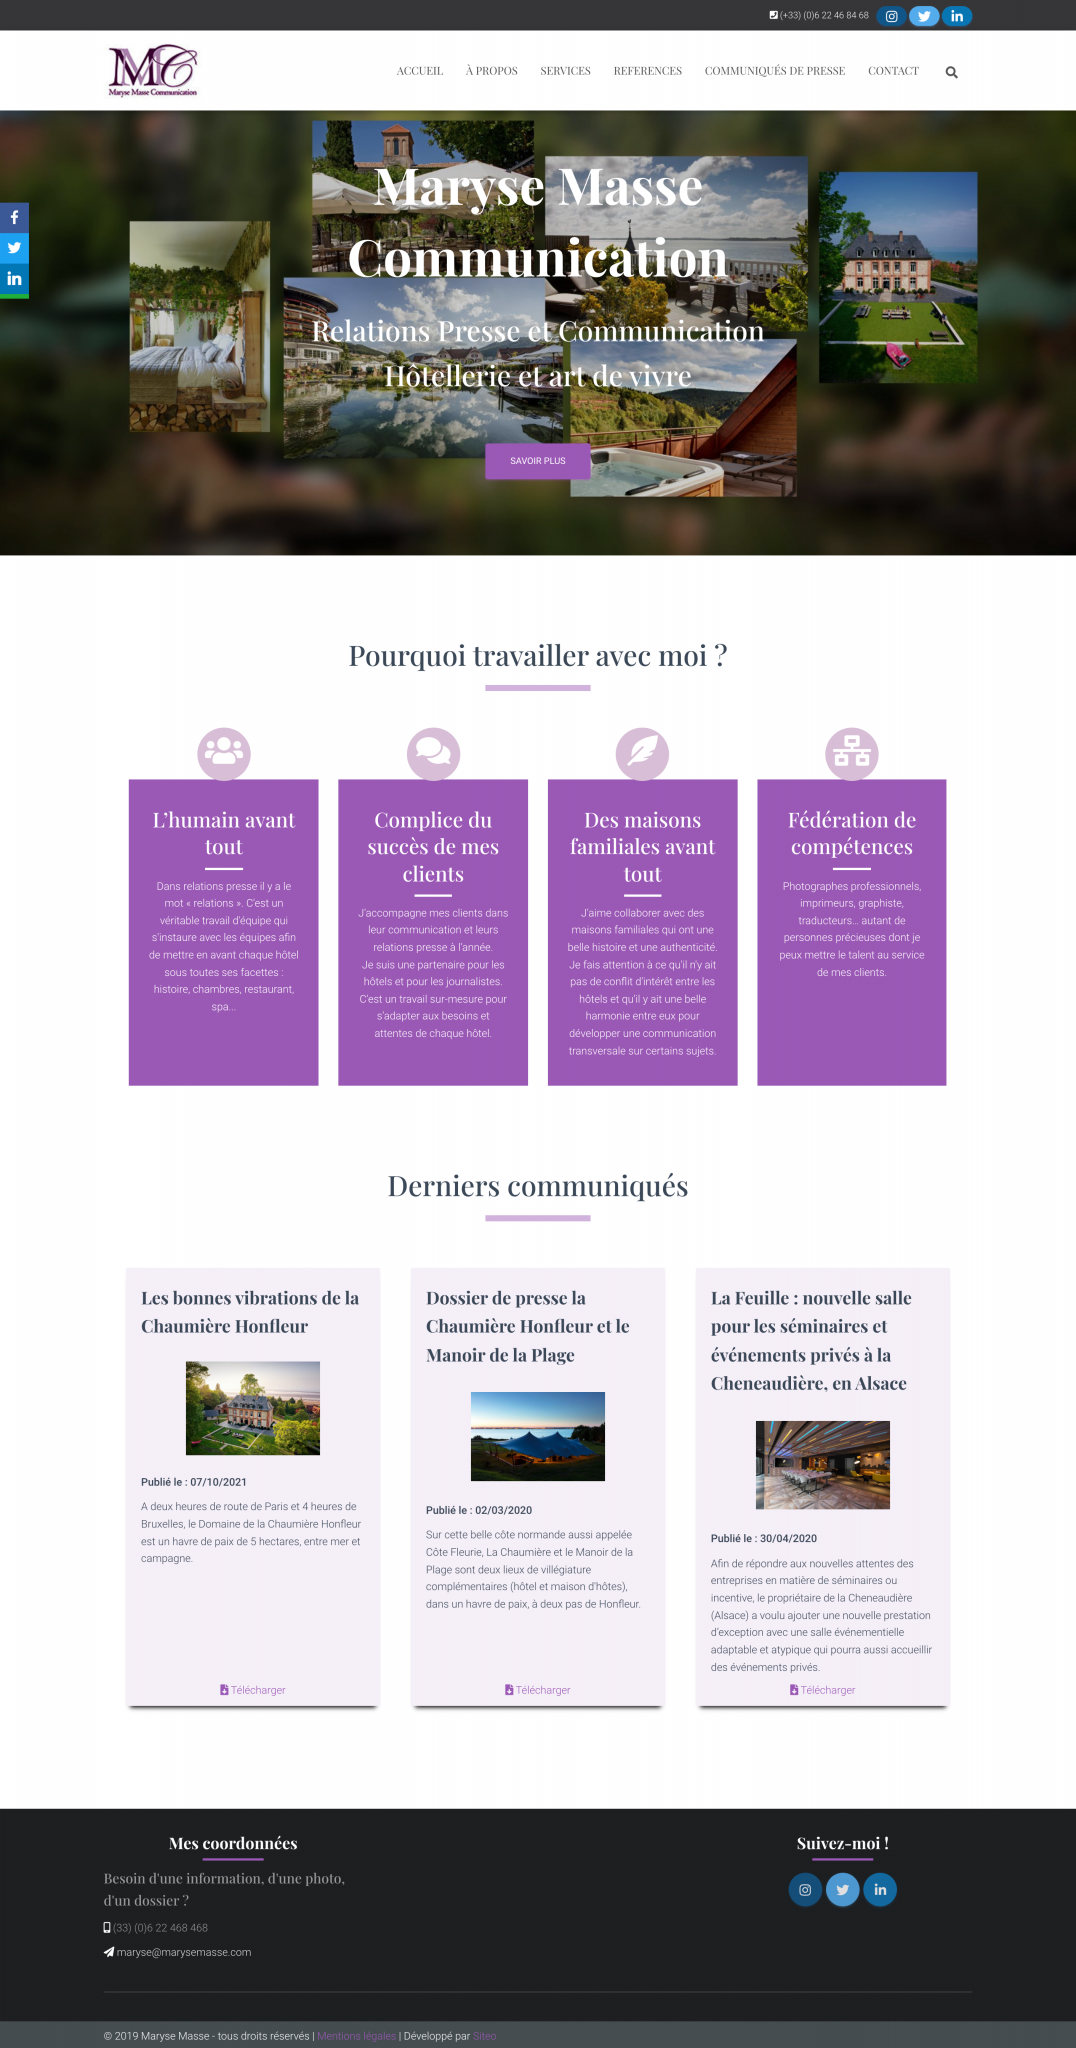 (+33) (0)6 22 46 84 68
MC
Maryse Masse Communication
ACCUEIL
À PROPOS
SERVICES
REFERENCES
COMMUNIQUÉS DE PRESSE
CONTACT
Maryse Masse
Communication
Relations Presse et Communication
Hôtellerie et art de vivre
SAVOIR PLUS
Pourquoi travailler avec moi ?
L'humain avant
tout
Dans relations presse il y a le
mot « relations ». C'est un
véritable travail d'équipe qui
s'instaure avec les équipes afin
de mettre en avant chaque hôtel
sous toutes ses facettes :
histoire, chambres, restaurant,
spa...
Complice du
succès de mes
clients
J'accompagne mes clients dans
leur communication et leurs
relations presse à l'année.
Je suis une partenaire pour les
hôtels et pour les journalistes.
C'est un travail sur-mesure pour
s'adapter aux besoins et
attentes de chaque hôtel.
Des maisons
familiales avant
tout
J'aime collaborer avec des
maisons familiales qui ont une
belle histoire et une authenticité.
Je fais attention à ce qu'il n'y ait
pas de conflit d'intérêt entre les
hôtels et qu'il y ait une belle
harmonie entre eux pour
développer une communication
transversale sur certains sujets.
Fédération de
compétences
Photographes professionnels,
imprimeurs, graphiste,
traducteurs... autant de
personnes précieuses dont je
peux mettre le talent au service
de mes clients.
Derniers communiqués
Les bonnes vibrations de la
Chaumière Honfleur
Publié le : 07/10/2021
A deux heures de route de Paris et 4 heures de
Bruxelles, le Domaine de la Chaumière Honfleur
est un havre de paix de 5 hectares, entre mer et
campagne.
Télécharger
Dossier de presse la
Chaumière Honfleur et le
Manoir de la Plage
Publié le : 02/03/2020
Sur cette belle côte normande aussi appelée
Côte Fleurie, La Chaumière et le Manoir de la
Plage sont deux lieux de villégiature
complémentaires (hôtel et maison d'hôtes),
dans un havre de paix, à deux pas de Honfleur.
Télécharger
La Feuille : nouvelle salle
pour les séminaires et
événements privés à la
Cheneaudière, en Alsace
Publié le : 30/04/2020
Afin de répondre aux nouvelles attentes des
entreprises en matière de séminaires ou
incentive, le propriétaire de la Cheneaudière
(Alsace) a voulu ajouter une nouvelle prestation
d'exception avec une salle événementielle
adaptable et atypique qui pourra aussi accueillir
des événements privés.
Télécharger
Mes coordonnées
Besoin d'une information, d'une photo,
d'un dossier ?
(33) (0)6 22 468 468
maryse@marysemasse.com
Suivez-moi !
© 2019 Maryse Masse - tous droits réservés | Mentions légales | Développé par Siteo